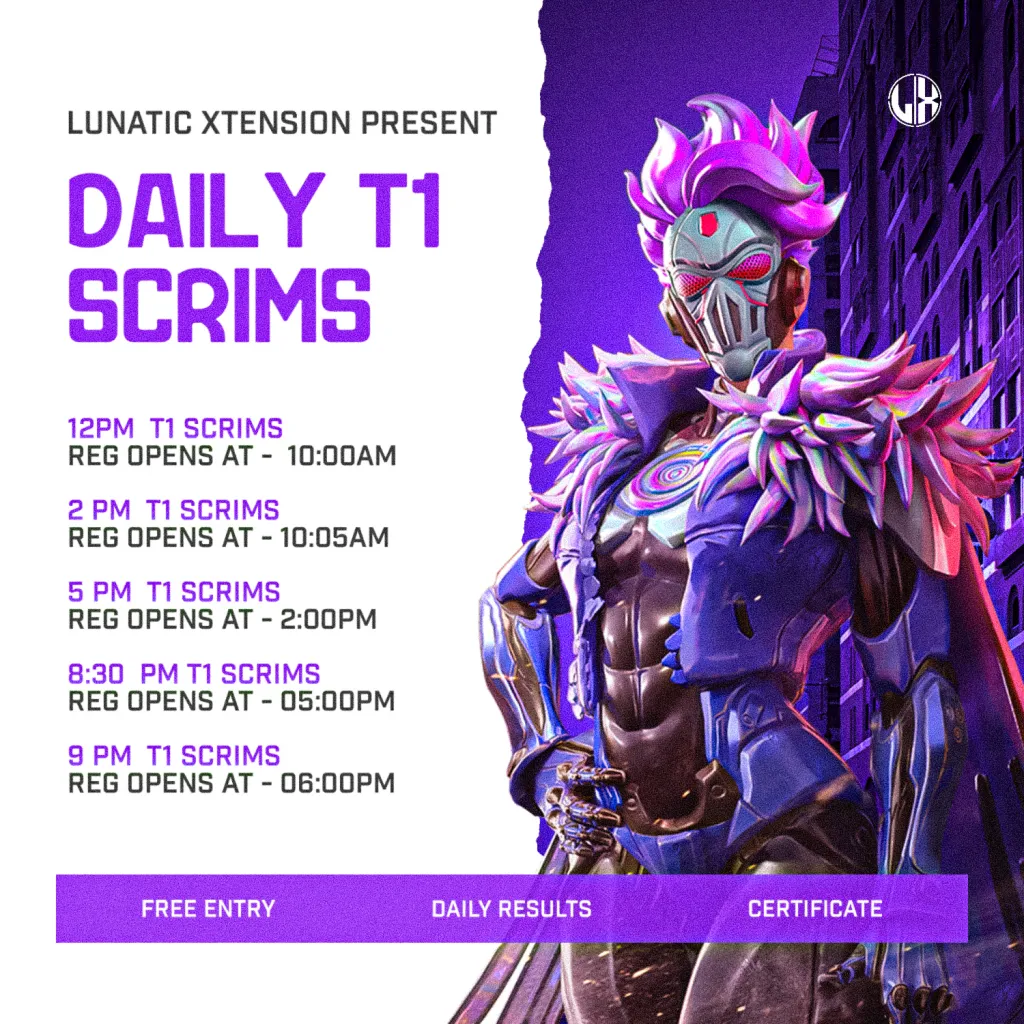 LX
LUNATIC XTENSION PRESENT
DAILY T1
SCRIMS
12PM T1 SCRIMS
REG OPENS AT - 10:00AM
2 PM T1 SCRIMS
REG OPENS AT - 10:05AM
5 PM T1 SCRIMS
REG OPENS AT - 2:00PM
8:30 PM T1 SCRIMS
REG OPENS AT - 05:00PM
9 PM T1 SCRIMS
REG OPENS AT - 06:00PM
FREE ENTRY DAILY RESULTS CERTIFICATE